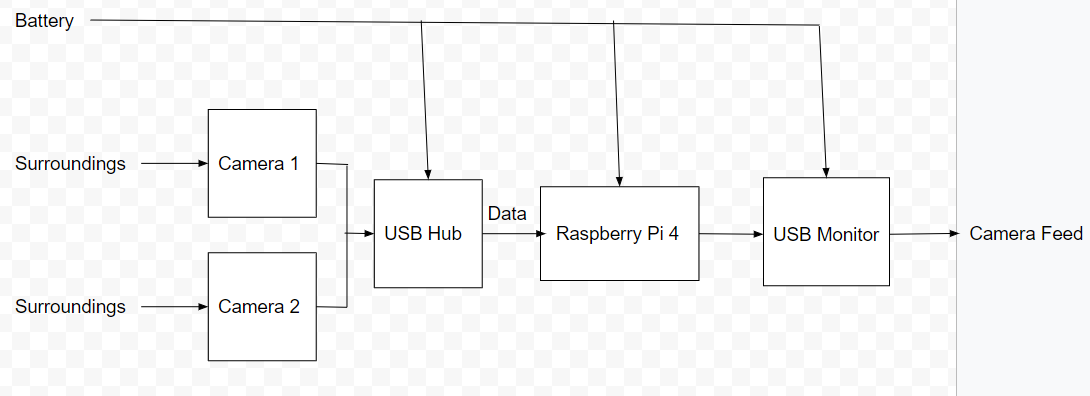 Battery
Surroundings
Camera 1
USB Hub
Data
Raspberry Pi 4
USB Monitor
Camera Feed
Surroundings
Camera 2